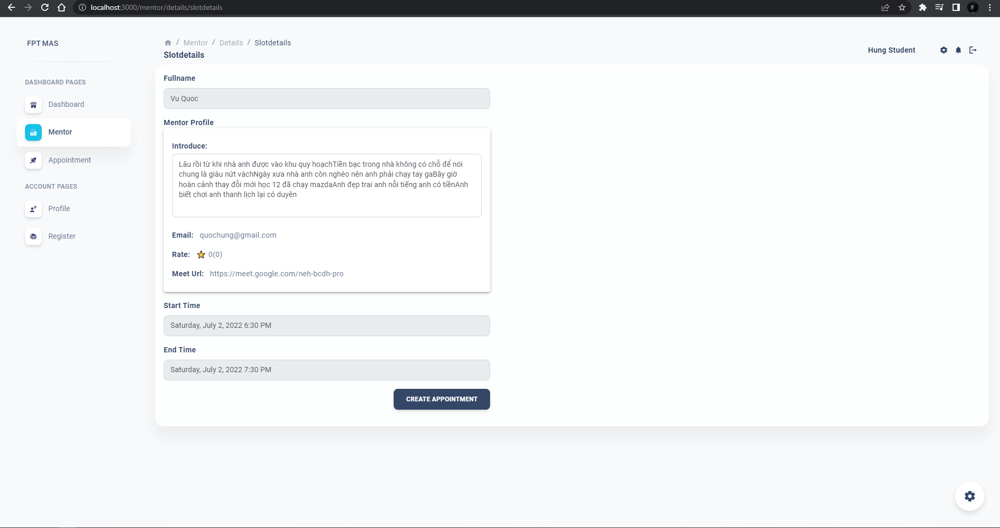 localhost:3000/mentor/details/slotdetails
FPT MAS
DASHBOARD PAGES
Dashboard
Mentor
Appointment
ACCOUNT PAGES
Profile
Register
/ Mentor / Details / Slotdetails
Slotdetails
Hung Student
Fullname
Vu Quoc
Mentor Profile
Introduce:
Lâu rồi từ khi nhà anh được vào khu quy hoạchTiền bạc trong nhà không có chỗ để nói
chung là giàu nứt váchNgày xưa nhà anh còn nghèo nên anh phải chạy tay gaBây giờ
hoàn cảnh thay đổi mới học 12 đã chạy mazdaAnh đẹp trai anh nỗi tiếng anh có tiềnAnh
biết chơi anh thanh lịch lại có duyên
Email: quochung@gmail.com
Rate: 0(0)
Meet Url: https://meet.google.com/neh-bcdh-pro
Start Time
Saturday, July 2, 2022 6:30 PM
End Time
Saturday, July 2, 2022 7:30 PM
CREATE APPOINTMENT